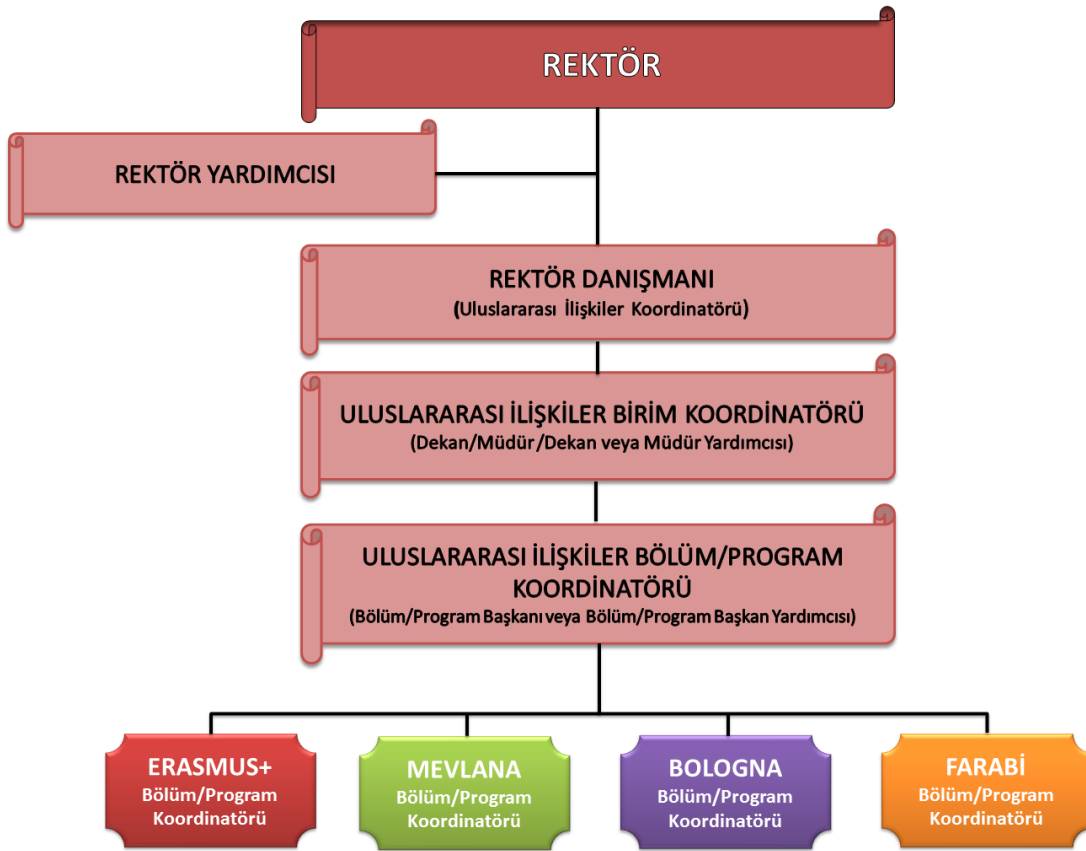 REKTÖR
REKTÖR YARDIMCISI
REKTÖR DANIŞMANI
(Uluslararası İlişkiler Koordinatörü)
ULUSLARARASI İLİŞKİLER BİRİM KOORDİNATÖRÜ
(Dekan/Müdür/Dekan veya Müdür Yardımcısı)
ULUSLARARASI İLİŞKİLER BÖLÜM/PROGRAM
KOORDİNATÖRÜ
(Bölüm/Program Başkanı veya Bölüm/Program Başkan Yardımcısı)
ERASMUS+
Bölüm/Program
Koordinatörü
MEVLANA
Bölüm/Program
Koordinatörü
BOLOGNA
Bölüm/Program
Koordinatörü
FARABİ
Bölüm/Program
Koordinatörü